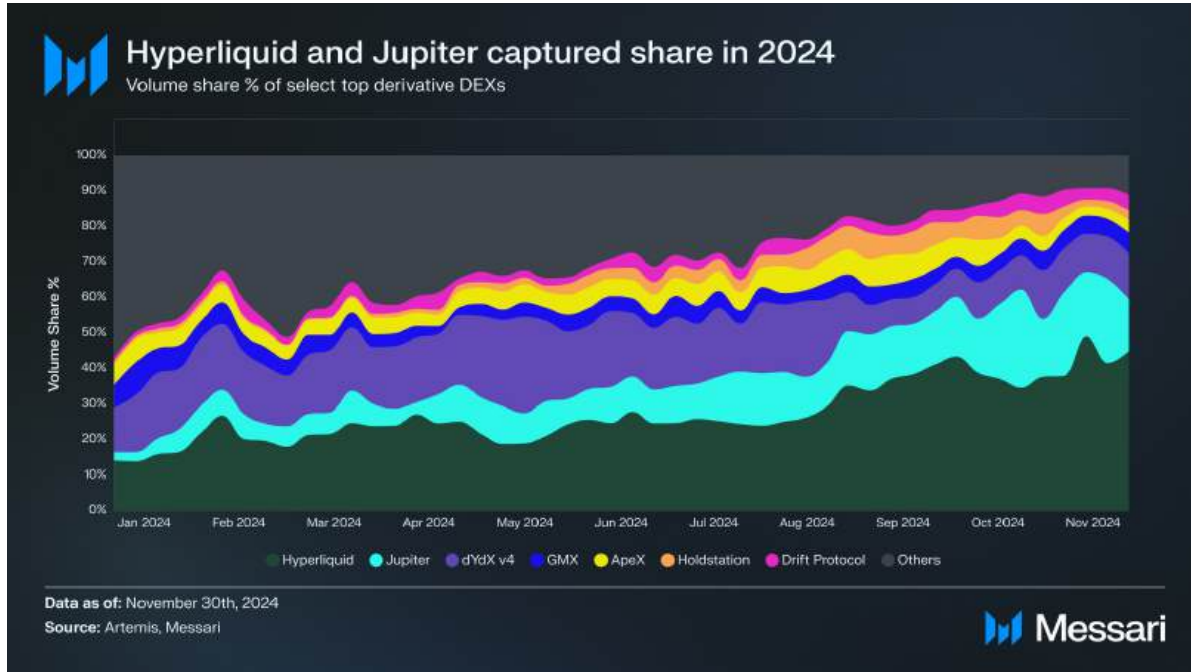 Hyperliquid and Jupiter captured share in 2024
Volume share % of select top derivative DEXs
Volume Share %
100%
90%
80%
70%
60%
50%
40%
30%
20%
10%
0%
Jan 2024 Feb 2024 Mar 2024 Apr 2024 May 2024 Jun 2024 Jul 2024 Aug 2024 Sep 2024 Oct 2024 Nov 2024
Hyperliquid Jupiter dYdX v4 GMX ApeX Holdstation Drift Protocol Others
Data as of: November 30th, 2024
Source: Artemis, Messari
Messari